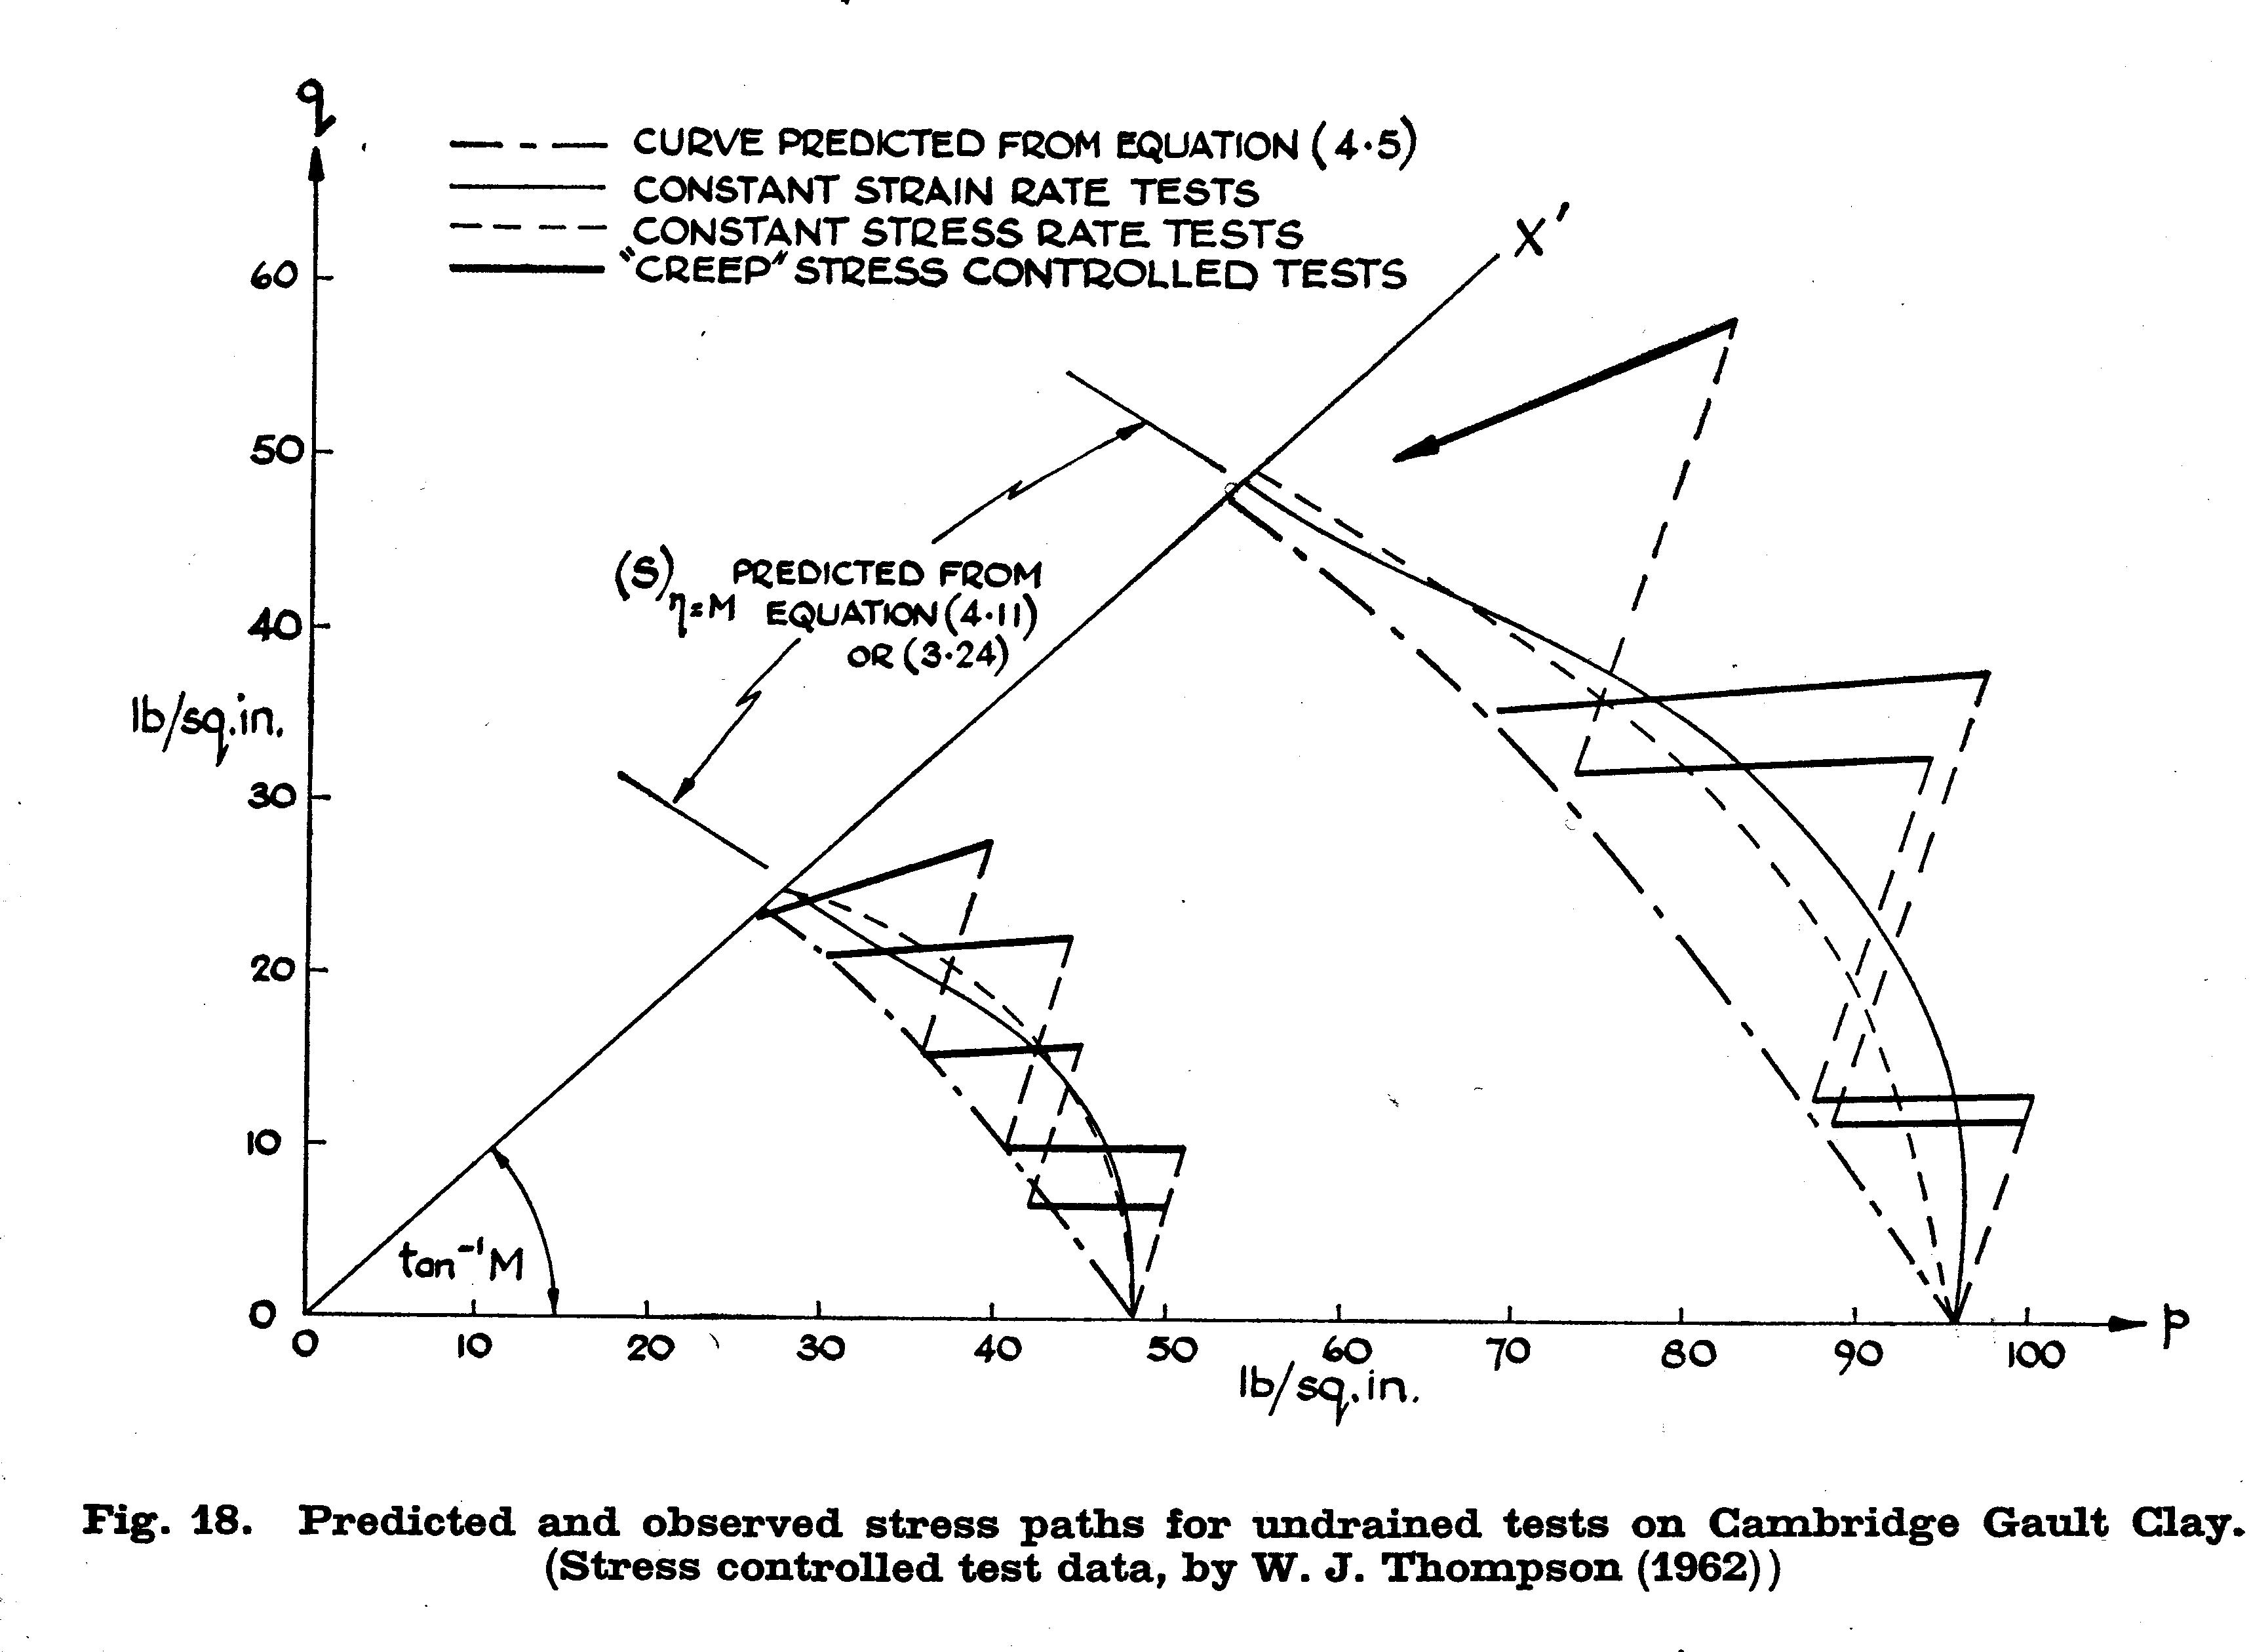 q
CURVE PREDICTED FROM EQUATION (4·5)
CONSTANT STRAIN RATE TESTS
CONSTANT STRESS RATE TESTS
"CREEP" STRESS CONTROLLED TESTS
X'
60
50
40
30
20
10
0
lb/sq.in.
(S)η=M PREDICTED FROM
EQUATION (4·11)
OR (3·24)
tan⁻¹M
0 10 20 30 40 50 60 70 80 90 100
p
lb/sq.in.
Fig. 18. Predicted and observed stress paths for undrained tests on Cambridge Gault Clay.
(Stress controlled test data, by W. J. Thompson (1962))